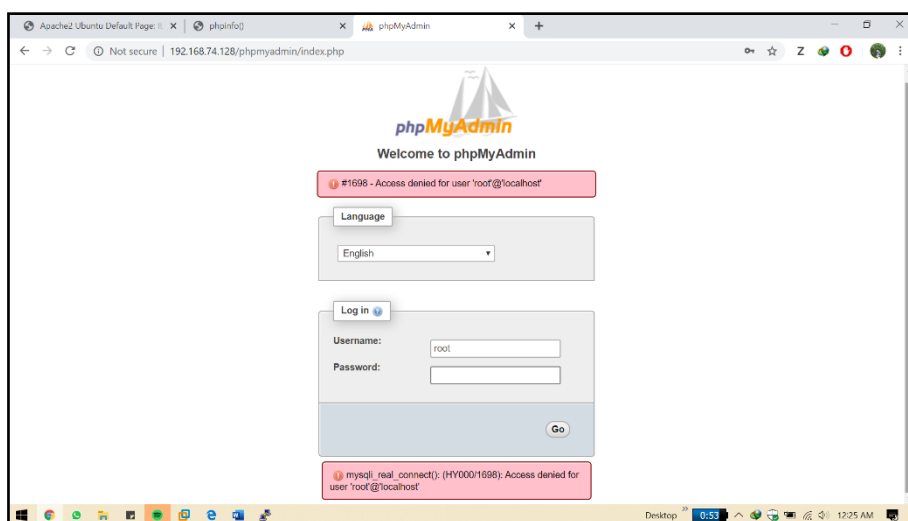 Apache2 Ubuntu Default Page: It
phpinfo()
phpMyAdmin
Not secure | 192.168.74.128/phpmyadmin/index.php
phpMyAdmin
Welcome to phpMyAdmin
#1698 - Access denied for user 'root'@'localhost'
Language
English
Log in
Username:
root
Password:
Go
mysqli_real_connect(): (HY000/1698): Access denied for
user 'root'@'localhost'
Desktop
0:53
12:25 AM